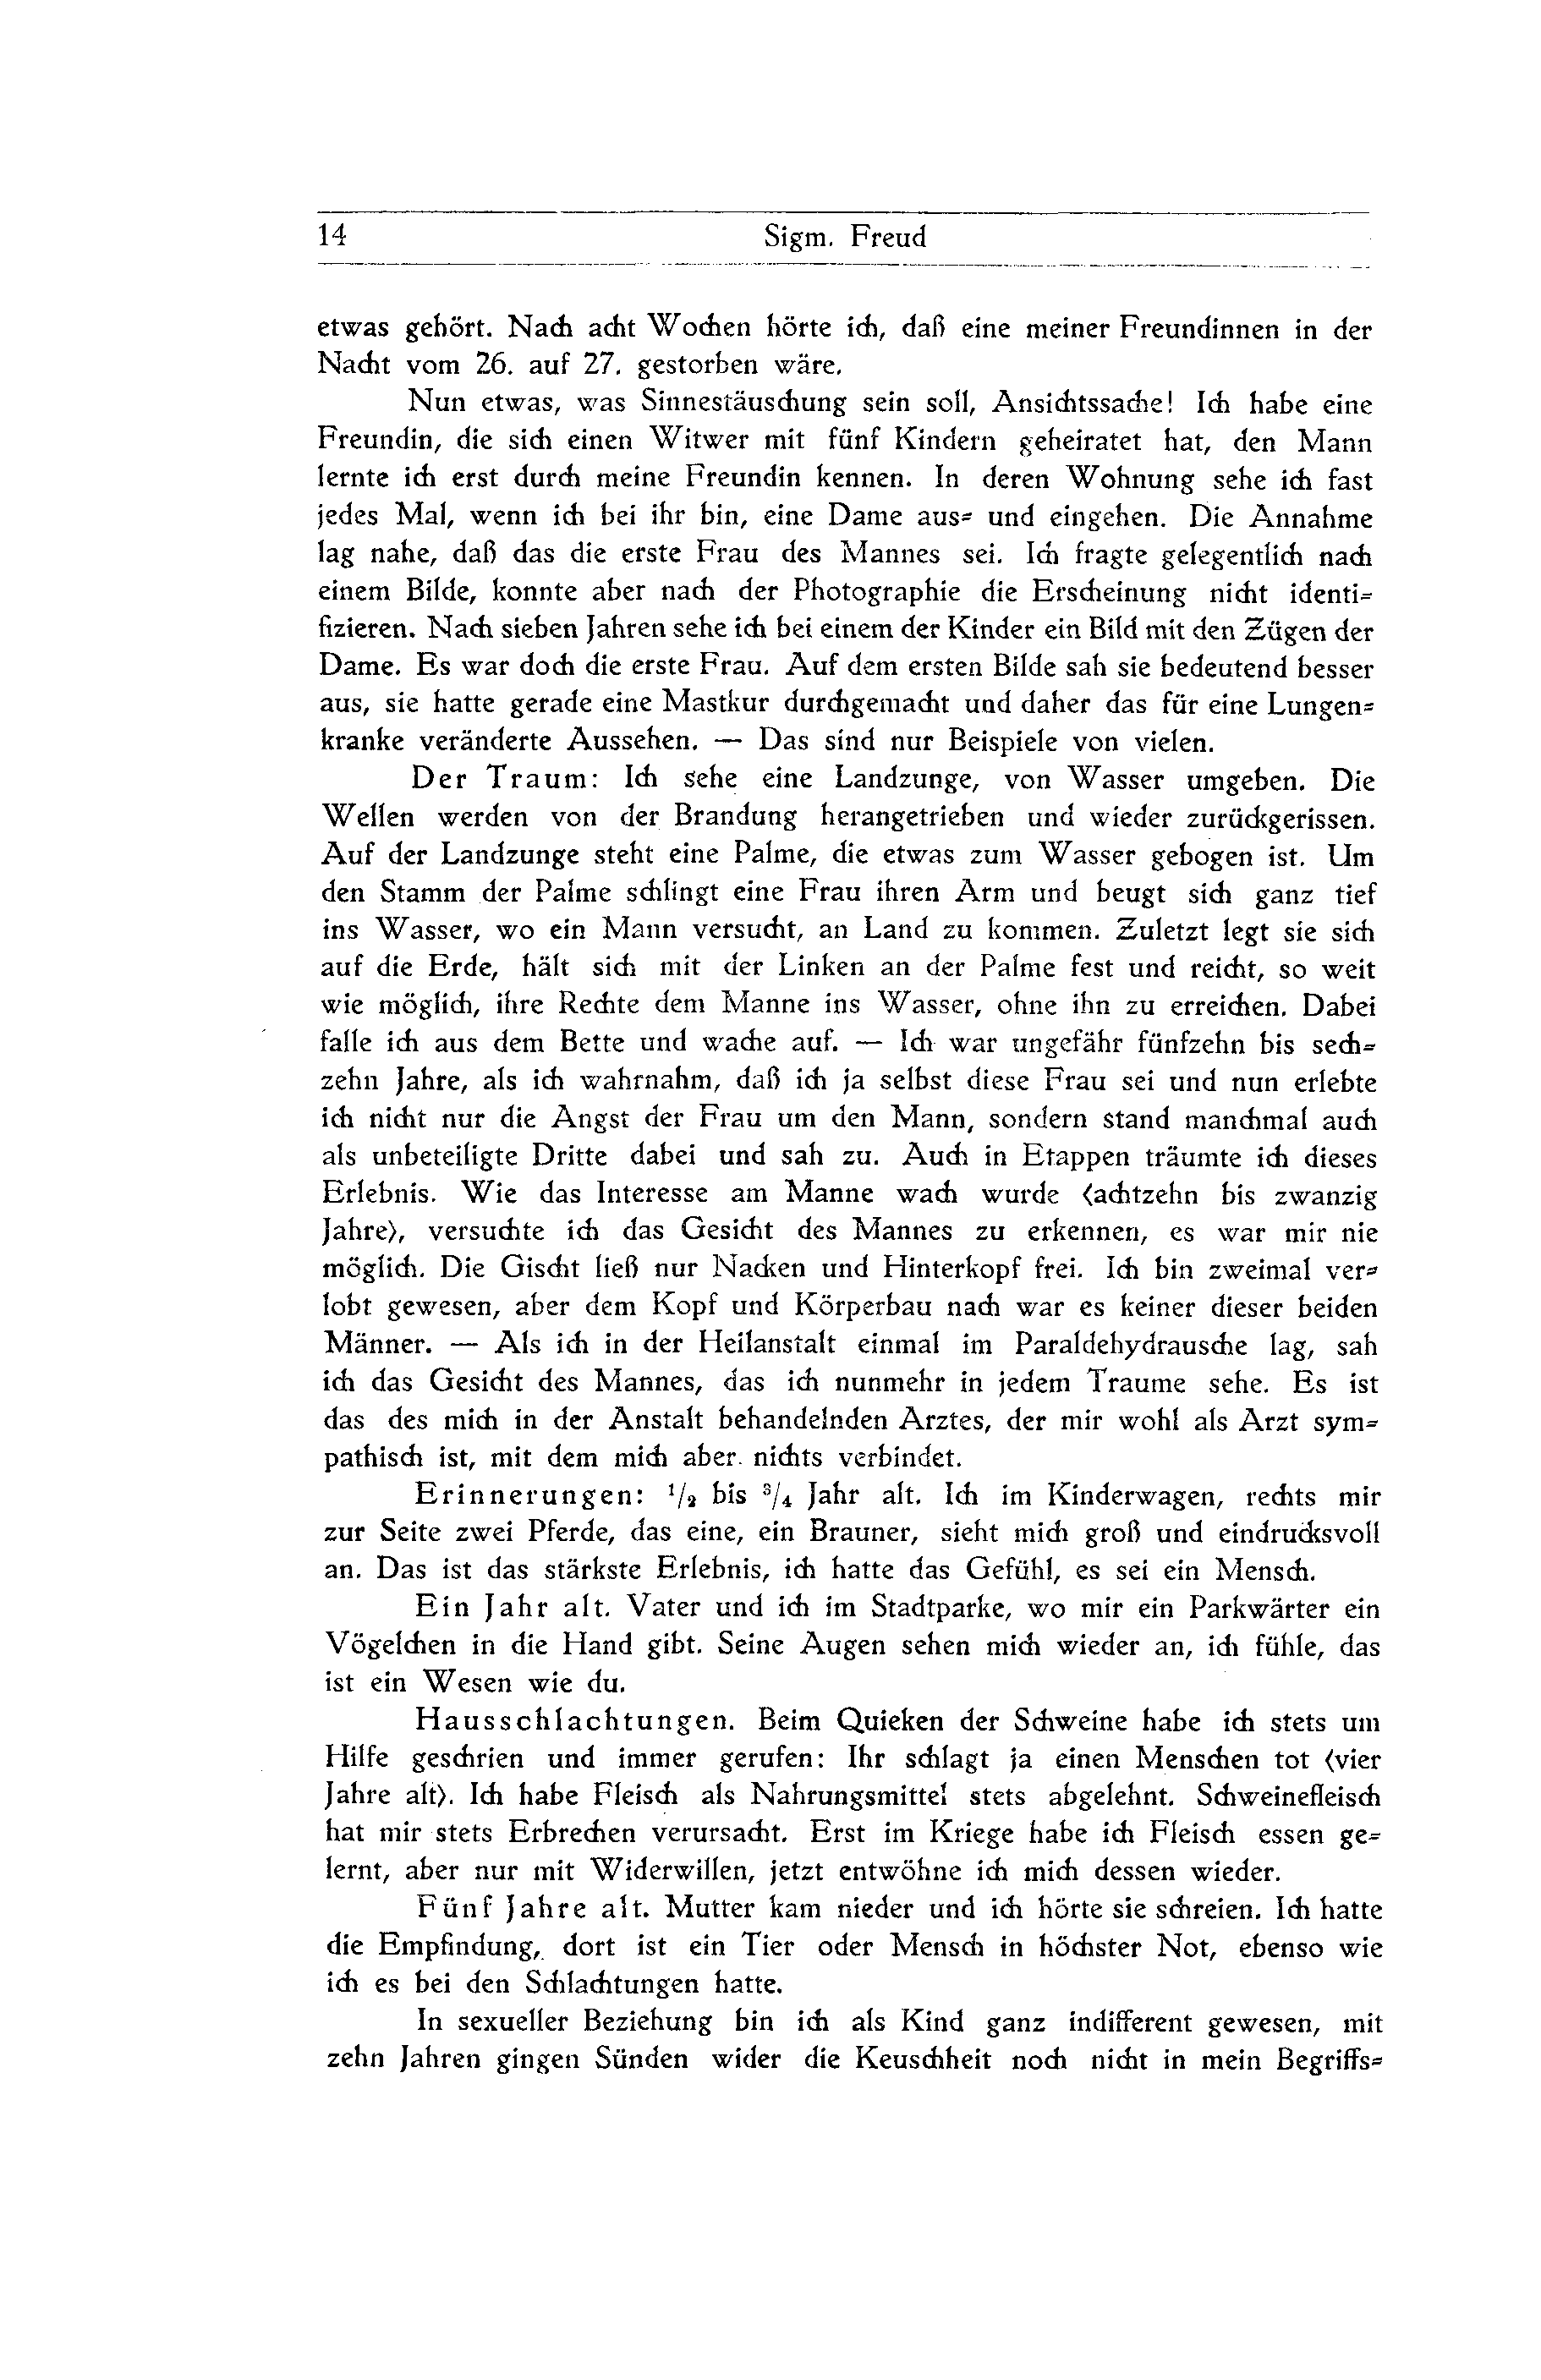 14
Sigm. Freud
etwas gehört. Nach acht Wochen hörte ich, daß eine meiner Freundinnen in der
Nacht vom 26. auf 27. gestorben wäre.
Nun etwas, was Sinnestäuschung sein soll, Ansichtssache! Ich habe eine
Freundin, die sich einen Witwer mit fünf Kindern geheiratet hat, den Mann
lernte ich erst durch meine Freundin kennen. In deren Wohnung sehe ich fast
jedes Mal, wenn ich bei ihr bin, eine Dame aus- und eingehen. Die Annahme
lag nahe, daß das die erste Frau des Mannes sei. Ich fragte gelegentlich nach
einem Bilde, konnte aber nach der Photographie die Erscheinung nicht identi-
fizieren. Nach sieben Jahren sehe ich bei einem der Kinder ein Bild mit den Zügen der
Dame. Es war doch die erste Frau. Auf dem ersten Bilde sah sie bedeutend besser
aus, sie hatte gerade eine Mastkur durchgemacht und daher das für eine Lungen-
kranke veränderte Aussehen. — Das sind nur Beispiele von vielen.
Der Traum: Ich sehe eine Landzunge, von Wasser umgeben. Die
Wellen werden von der Brandung herangetrieben und wieder zurückgerissen.
Auf der Landzunge steht eine Palme, die etwas zum Wasser gebogen ist. Um
den Stamm der Palme schlingt eine Frau ihren Arm und beugt sich ganz tief
ins Wasser, wo ein Mann versucht, an Land zu kommen. Zuletzt legt sie sich
auf die Erde, hält sich mit der Linken an der Palme fest und reicht, so weit
wie möglich, ihre Rechte dem Manne ins Wasser, ohne ihn zu erreichen. Dabei
falle ich aus dem Bette und wache auf. — Ich war ungefähr fünfzehn bis sech-
zehn Jahre, als ich wahrnahm, daß ich ja selbst diese Frau sei und nun erlebte
ich nicht nur die Angst der Frau um den Mann, sondern stand manchmal auch
als unbeteiligte Dritte dabei und sah zu. Auch in Etappen träumte ich dieses
Erlebnis. Wie das Interesse am Manne wach wurde ⟨achtzehn bis zwanzig
Jahre⟩, versuchte ich das Gesicht des Mannes zu erkennen, es war mir nie
möglich. Die Gischt ließ nur Nacken und Hinterkopf frei. Ich bin zweimal ver-
lobt gewesen, aber dem Kopf und Körperbau nach war es keiner dieser beiden
Männer. — Als ich in der Heilanstalt einmal im Paraldehydrausche lag, sah
ich das Gesicht des Mannes, das ich nunmehr in jedem Traume sehe. Es ist
das des mich in der Anstalt behandelnden Arztes, der mir wohl als Arzt sym-
pathisch ist, mit dem mich aber nichts verbindet.
Erinnerungen: 1/2 bis 3/4 Jahr alt. Ich im Kinderwagen, rechts mir
zur Seite zwei Pferde, das eine, ein Brauner, sieht mich groß und eindrucksvoll
an. Das ist das stärkste Erlebnis, ich hatte das Gefühl, es sei ein Mensch.
Ein Jahr alt. Vater und ich im Stadtparke, wo mir ein Parkwärter ein
Vögelchen in die Hand gibt. Seine Augen sehen mich wieder an, ich fühle, das
ist ein Wesen wie du.
Hausschlachtungen. Beim Quieken der Schweine habe ich stets um
Hilfe geschrien und immer gerufen: Ihr schlagt ja einen Menschen tot ⟨vier
Jahre alt⟩. Ich habe Fleisch als Nahrungsmittel stets abgelehnt. Schweinefleisch
hat mir stets Erbrechen verursacht. Erst im Kriege habe ich Fleisch essen ge-
lernt, aber nur mit Widerwillen, jetzt entwöhne ich mich dessen wieder.
Fünf Jahre alt. Mutter kam nieder und ich hörte sie schreien. Ich hatte
die Empfindung, dort ist ein Tier oder Mensch in höchster Not, ebenso wie
ich es bei den Schlachtungen hatte.
In sexueller Beziehung bin ich als Kind ganz indifferent gewesen, mit
zehn Jahren gingen Sünden wider die Keuschheit noch nicht in mein Begriffs-